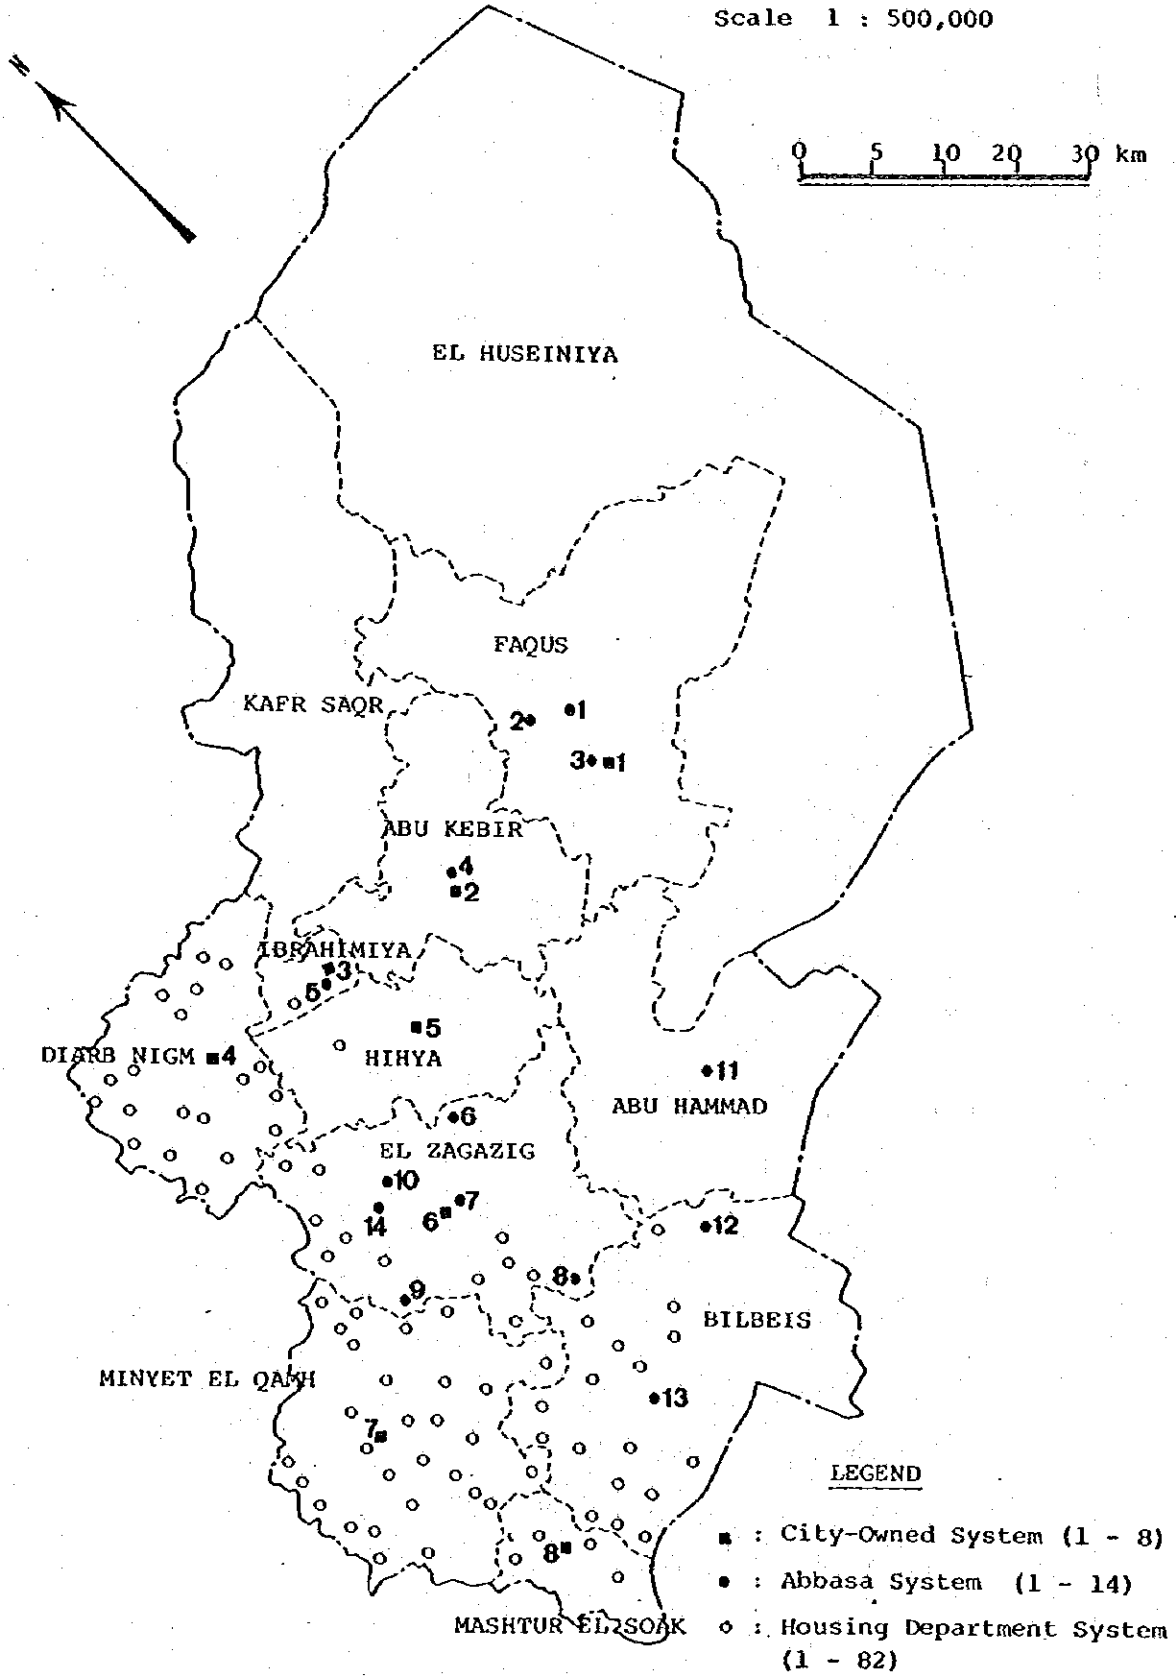 Scale 1 : 500,000
N
0 5 10 20 30 km
EL HUSEINIYA
FAQUS
KAFR SAQR
2 1
3 1
ABU KEBIR
4
2
IBRAHIMIYA
3
5
5
DIARB NIGM 4
HIHYA
11
ABU HAMMAD
6
EL ZAGAZIG
10
7
14 6
12
8
9
BILBEIS
MINYET EL QAMH
13
7
LEGEND
: City-Owned System (1 - 8)
8
: Abbasa System (1 - 14)
MASHTUR EL SOAK
: Housing Department System
(1 - 82)